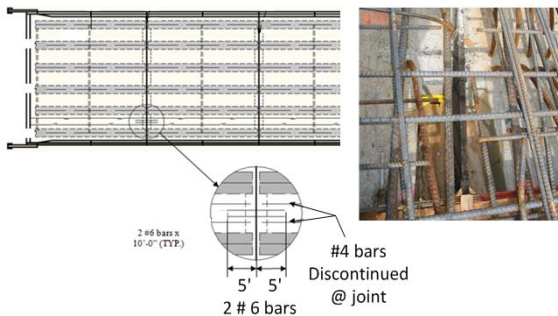 2 #6 bars x
10'-0" (TYP.)
5' 5'
2 # 6 bars
#4 bars
Discontinued
@ joint